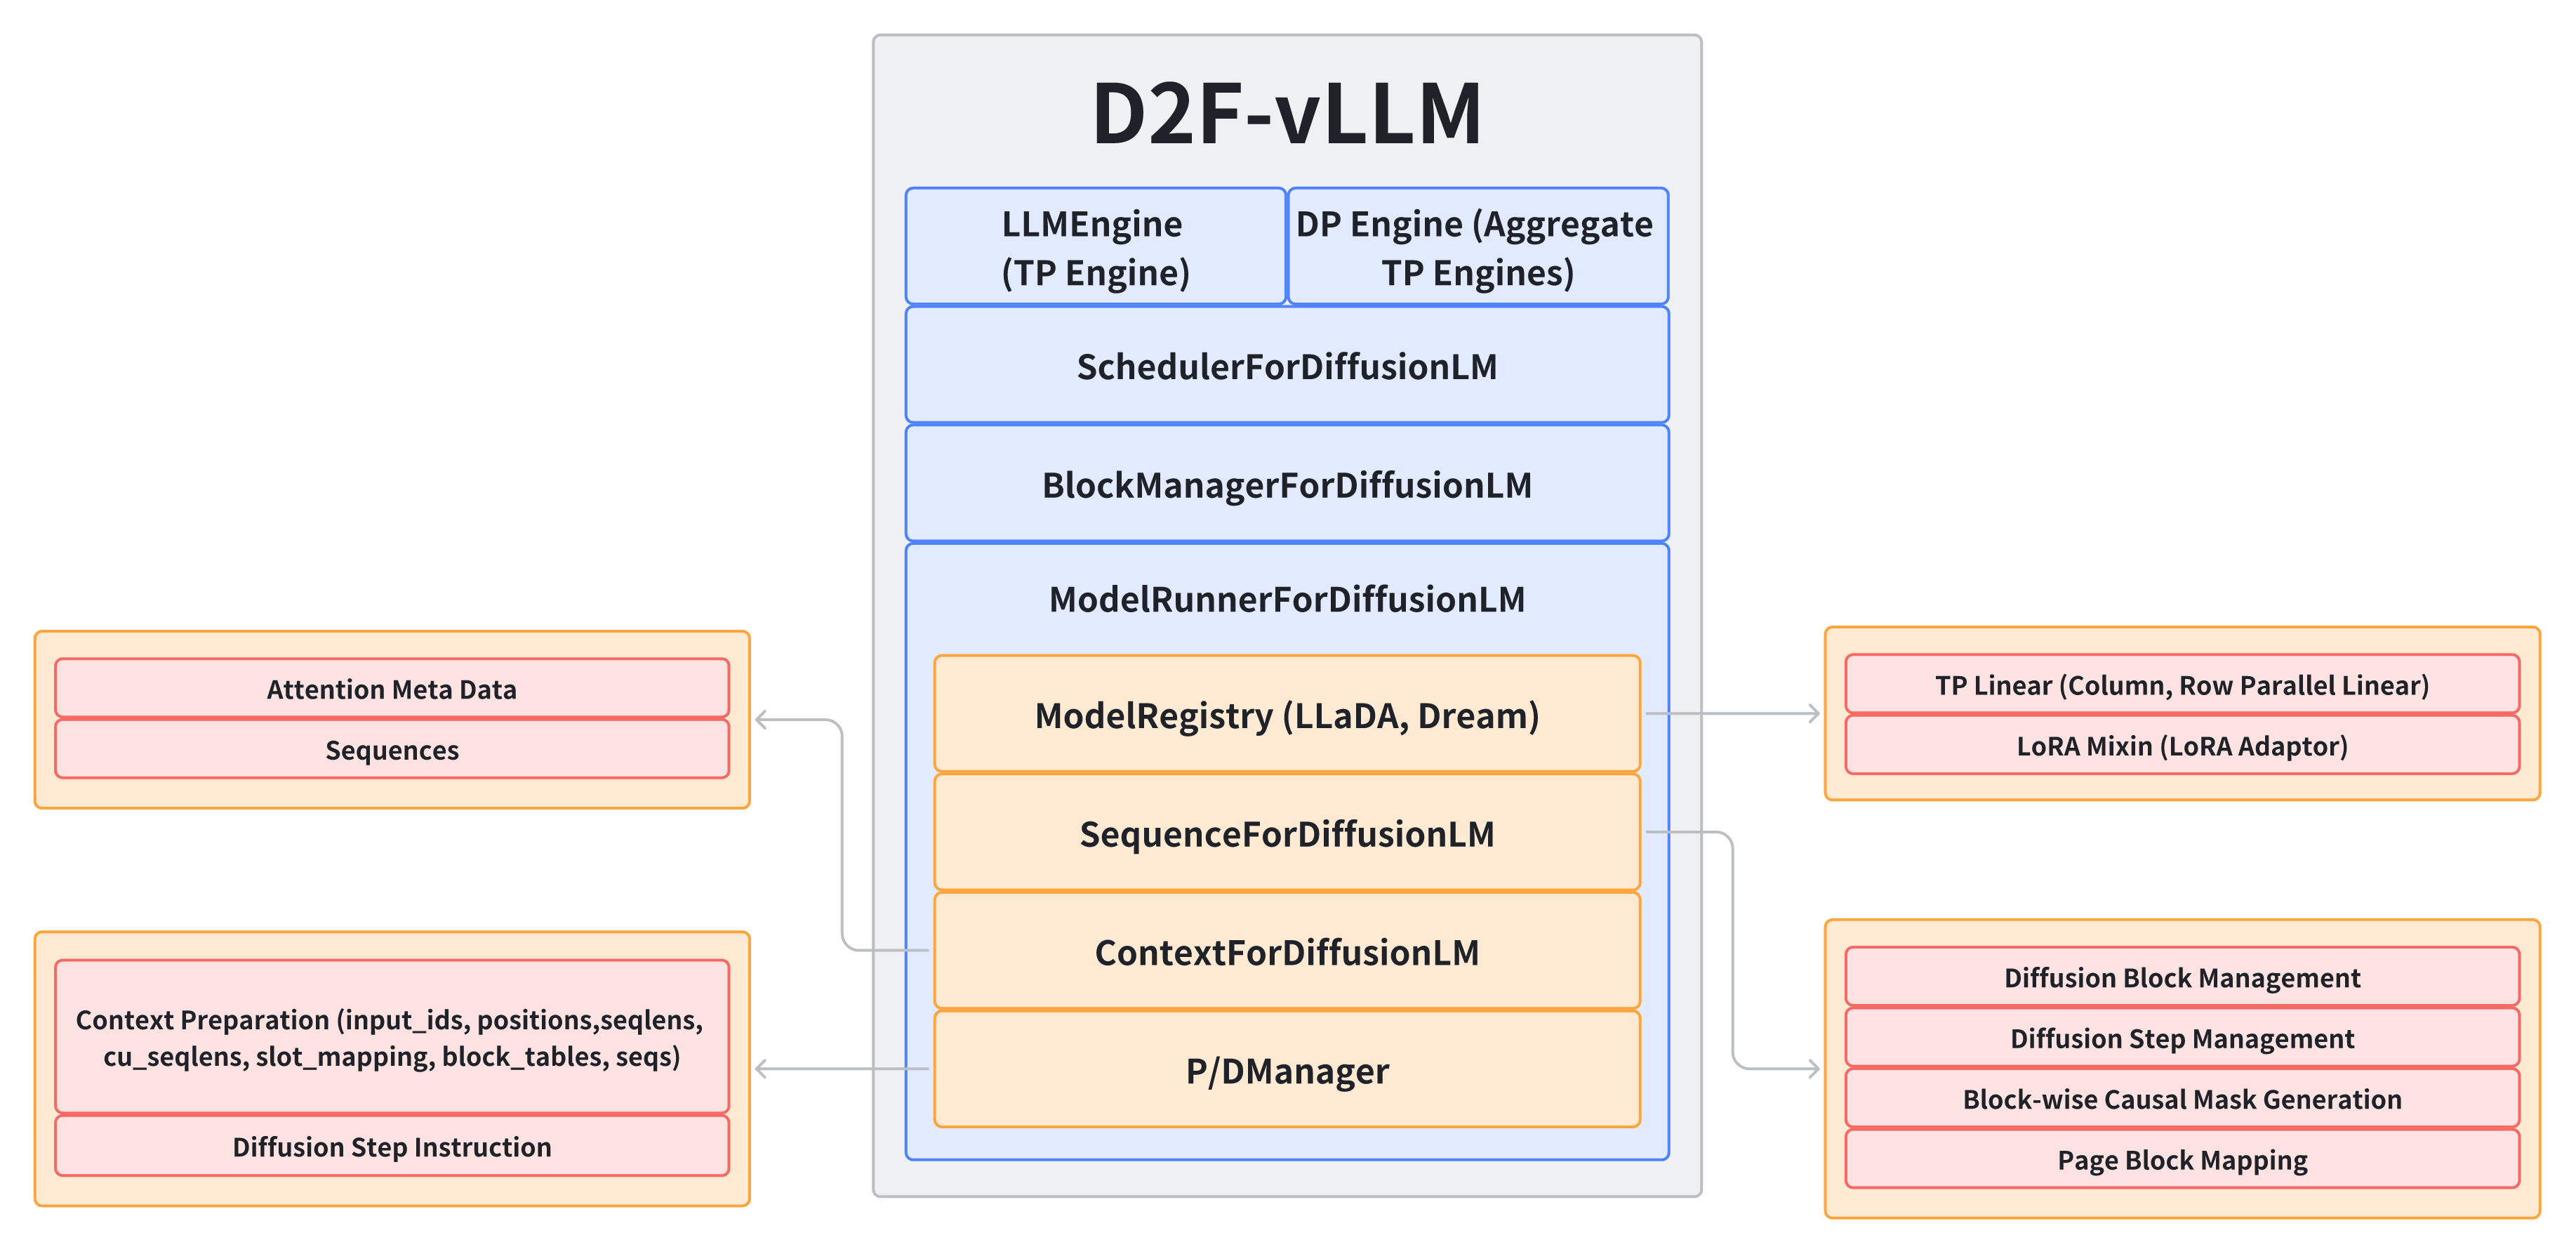 D2F-vLLM
LLMEngine
(TP Engine)
DP Engine (Aggregate
TP Engines)
SchedulerForDiffusionLM
BlockManagerForDiffusionLM
ModelRunnerForDiffusionLM
ModelRegistry (LLaDA, Dream)
SequenceForDiffusionLM
ContextForDiffusionLM
P/DManager
Attention Meta Data
Sequences
Context Preparation (input_ids, positions,seqlens,
cu_seqlens, slot_mapping, block_tables, seqs)
Diffusion Step Instruction
TP Linear (Column, Row Parallel Linear)
LoRA Mixin (LoRA Adaptor)
Diffusion Block Management
Diffusion Step Management
Block-wise Causal Mask Generation
Page Block Mapping